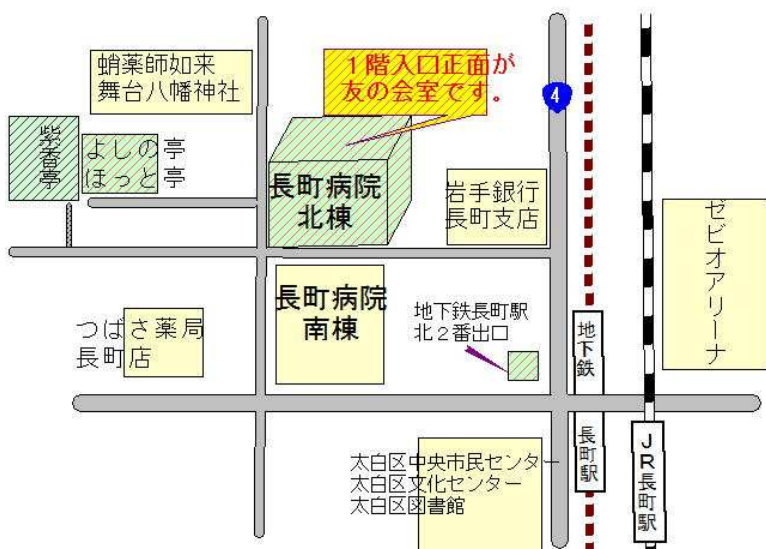 蛸薬師如来
舞台八幡神社
1階入口正面が
友の会室です。
4
紫香亭
よしの亭
ほっと亭
長町病院
北棟
岩手銀行
長町支店
ゼビオアリーナ
長町病院
南棟
地下鉄長町駅
北2番出口
つばさ薬局
長町店
地下鉄 長町駅
JR長町駅
太白区中央市民センター
太白区文化センター
太白区図書館